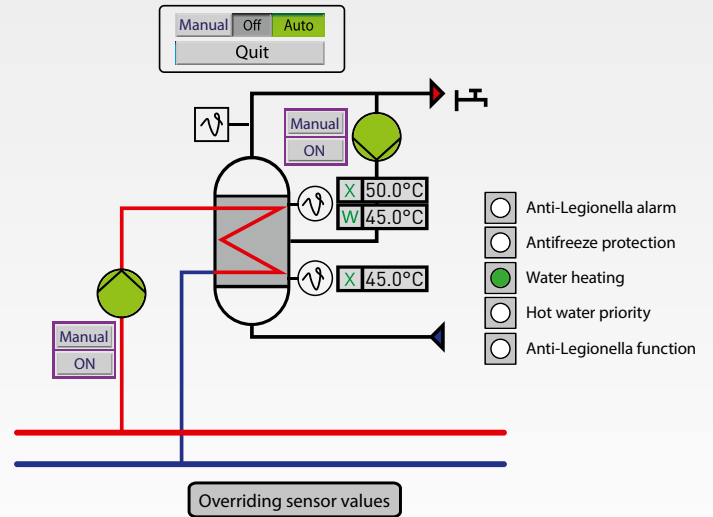 Manual Off Auto
Quit
Manual
ON
X 50.0°C
W 45.0°C
X 45.0°C
Manual
ON
Anti-Legionella alarm
Antifreeze protection
Water heating
Hot water priority
Anti-Legionella function
Overriding sensor values